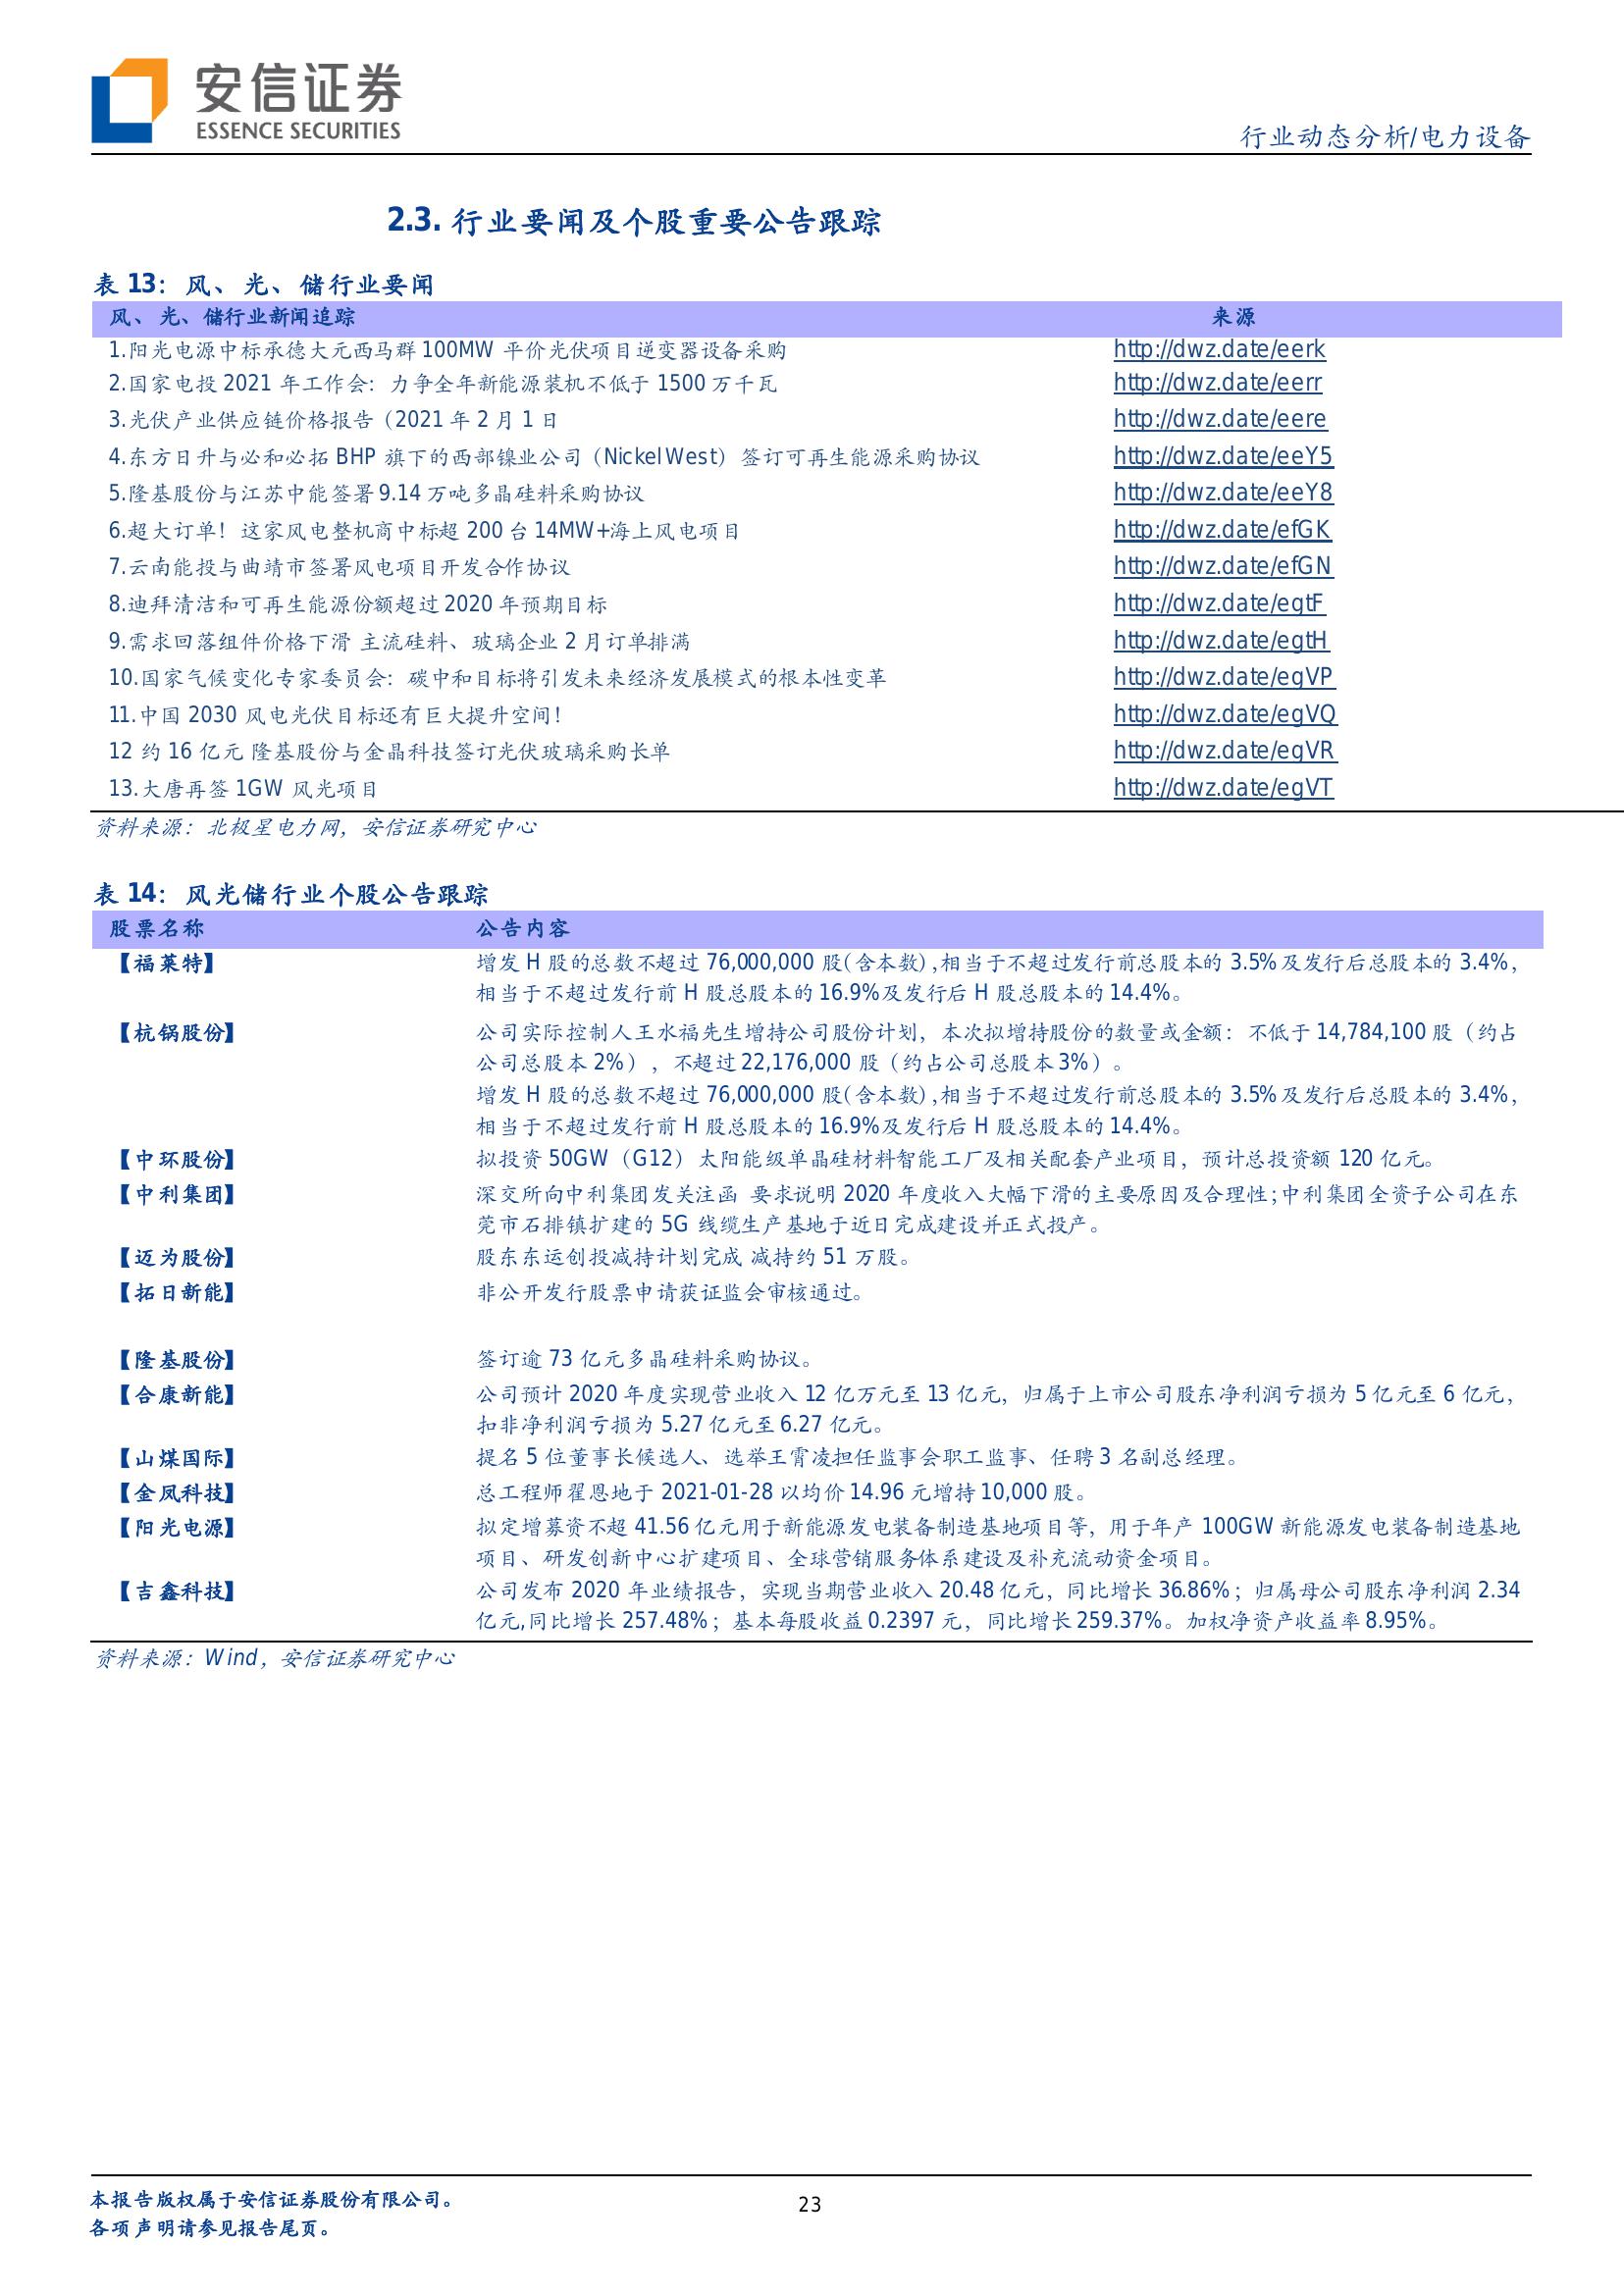 安信证券
ESSENCE SECURITIES
行业动态分析/电力设备
2.3. 行业要闻及个股重要公告跟踪
表 13：风、光、储行业要闻
风、光、储行业新闻追踪 来源
1.阳光电源中标承德大元西马群 100MW 平价光伏项目逆变器设备采购 http://dwz.date/eerk
2.国家电投 2021 年工作会：力争全年新能源装机不低于 1500 万千瓦 http://dwz.date/eerr
3.光伏产业供应链价格报告（2021 年 2 月 1 日 http://dwz.date/eere
4.东方日升与必和必拓 BHP 旗下的西部镍业公司（Nickel West）签订可再生能源采购协议 http://dwz.date/eeY5
5.隆基股份与江苏中能签署 9.14 万吨多晶硅料采购协议 http://dwz.date/eeY8
6.超大订单！这家风电整机商中标超 200 台 14MW+海上风电项目 http://dwz.date/efGK
7.云南能投与曲靖市签署风电项目开发合作协议 http://dwz.date/efGN
8.迪拜清洁和可再生能源份额超过 2020 年预期目标 http://dwz.date/egtF
9.需求回落组件价格下滑 主流硅料、玻璃企业 2 月订单排满 http://dwz.date/egtH
10.国家气候变化专家委员会：碳中和目标将引发未来经济发展模式的根本性变革 http://dwz.date/egVP
11.中国 2030 风电光伏目标还有巨大提升空间！ http://dwz.date/egVQ
12 约 16 亿元 隆基股份与金晶科技签订光伏玻璃采购长单 http://dwz.date/egVR
13.大唐再签 1GW 风光项目 http://dwz.date/egVT
资料来源：北极星电力网，安信证券研究中心
表 14：风光储行业个股公告跟踪
股票名称 公告内容
【福莱特】 增发 H 股的总数不超过 76,000,000 股(含本数),相当于不超过发行前总股本的 3.5%及发行后总股本的 3.4%，
相当于不超过发行前 H 股总股本的 16.9%及发行后 H 股总股本的 14.4%。
【杭锅股份】 公司实际控制人王水福先生增持公司股份计划，本次拟增持股份的数量或金额：不低于 14,784,100 股（约占
公司总股本 2%），不超过 22,176,000 股（约占公司总股本 3%）。
增发 H 股的总数不超过 76,000,000 股(含本数),相当于不超过发行前总股本的 3.5%及发行后总股本的 3.4%，
相当于不超过发行前 H 股总股本的 16.9%及发行后 H 股总股本的 14.4%。
【中环股份】 拟投资 50GW（G12）太阳能级单晶硅材料智能工厂及相关配套产业项目，预计总投资额 120 亿元。
【中利集团】 深交所向中利集团发关注函 要求说明 2020 年度收入大幅下滑的主要原因及合理性;中利集团全资子公司在东
莞市石排镇扩建的 5G 线缆生产基地于近日完成建设并正式投产。
【迈为股份】 股东东运创投减持计划完成 减持约 51 万股。
【拓日新能】 非公开发行股票申请获证监会审核通过。
【隆基股份】 签订逾 73 亿元多晶硅料采购协议。
【合康新能】 公司预计 2020 年度实现营业收入 12 亿万元至 13 亿元，归属于上市公司股东净利润亏损为 5 亿元至 6 亿元，
扣非净利润亏损为 5.27 亿元至 6.27 亿元。
【山煤国际】 提名 5 位董事长候选人、选举王霄凌担任监事会职工监事、任聘 3 名副总经理。
【金风科技】 总工程师翟恩地于 2021-01-28 以均价 14.96 元增持 10,000 股。
【阳光电源】 拟定增募资不超 41.56 亿元用于新能源发电装备制造基地项目等，用于年产 100GW 新能源发电装备制造基地
项目、研发创新中心扩建项目、全球营销服务体系建设及补充流动资金项目。
【吉鑫科技】 公司发布 2020 年业绩报告，实现当期营业收入 20.48 亿元，同比增长 36.86%；归属母公司股东净利润 2.34
亿元,同比增长 257.48%；基本每股收益 0.2397 元，同比增长 259.37%。加权净资产收益率 8.95%。
资料来源：Wind，安信证券研究中心
本报告版权属于安信证券股份有限公司。
23
各项声明请参见报告尾页。